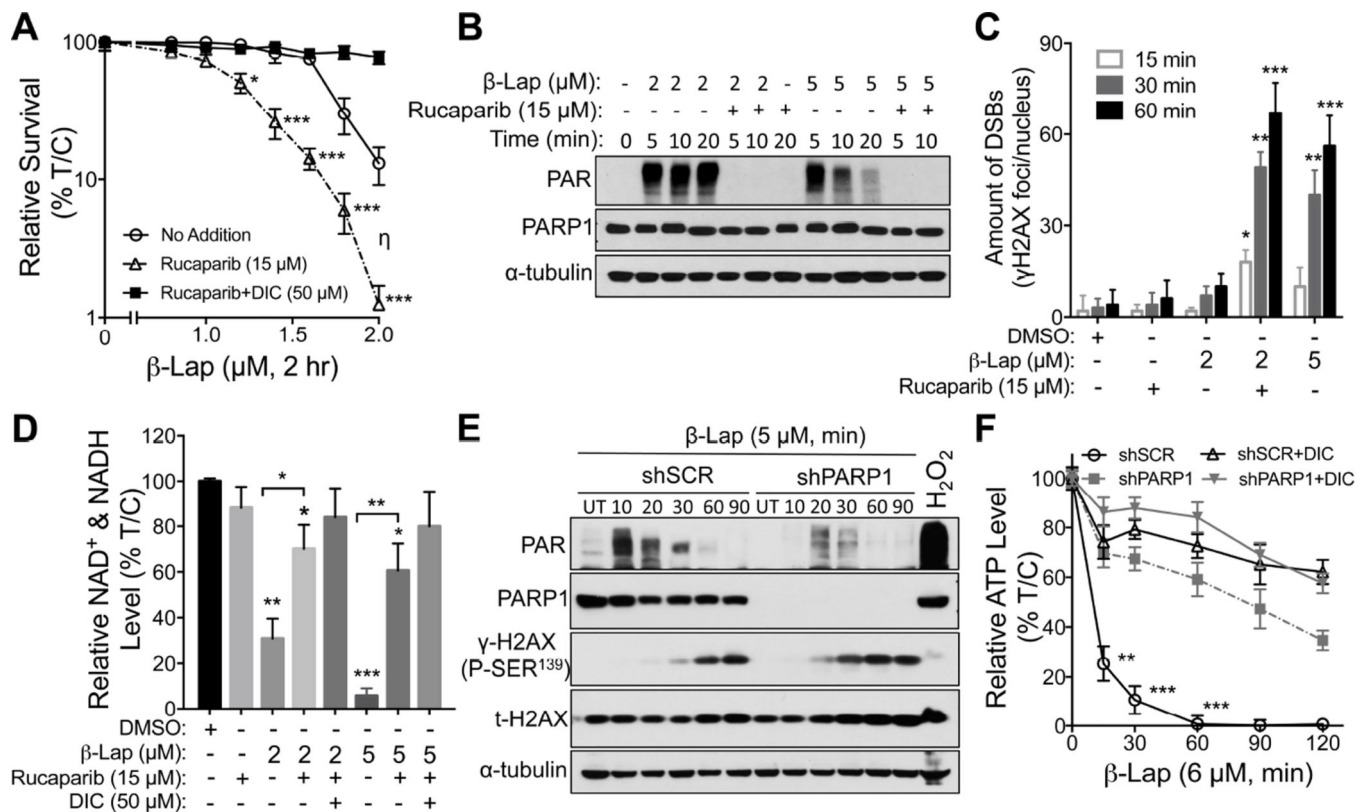 A
100
10
1
Relative Survival
(% T/C)
*
***
***
***
***
η
No Addition
Rucaparib (15 µM)
Rucaparib+DIC (50 µM)
0 1.0 1.5 2.0
β-Lap (µM, 2 hr)
B
β-Lap (µM): - 2 2 2 2 2 - 5 5 5 5 5
Rucaparib (15 µM): - - - - + + + - - - + +
Time (min): 0 5 10 20 5 10 20 5 10 20 5 10
PAR
PARP1
α-tubulin
C
Amount of DSBs
(γH2AX foci/nucleus)
90
60
30
0
15 min
30 min
60 min
*
**
***
**
***
DMSO: + - - - -
β-Lap (µM): - - 2 2 5
Rucaparib (15 µM): - + - + -
D
Relative NAD⁺ & NADH
Level (% T/C)
120
100
80
60
40
20
0
**
*
*
***
**
*
DMSO: + - - - - - - -
β-Lap (µM): - - 2 2 2 5 5 5
Rucaparib (15 µM): - + - + + - + +
DIC (50 µM): - - - - + - - +
E
β-Lap (5 µM, min)
shSCR shPARP1 H₂O₂
UT 10 20 30 60 90 UT 10 20 30 60 90
PAR
PARP1
γ-H2AX
(P-SER¹³⁹)
t-H2AX
α-tubulin
F
shSCR shSCR+DIC
shPARP1 shPARP1+DIC
Relative ATP Level
(% T/C)
100
80
60
40
20
0
**
***
***
0 30 60 90 120
β-Lap (6 µM, min)